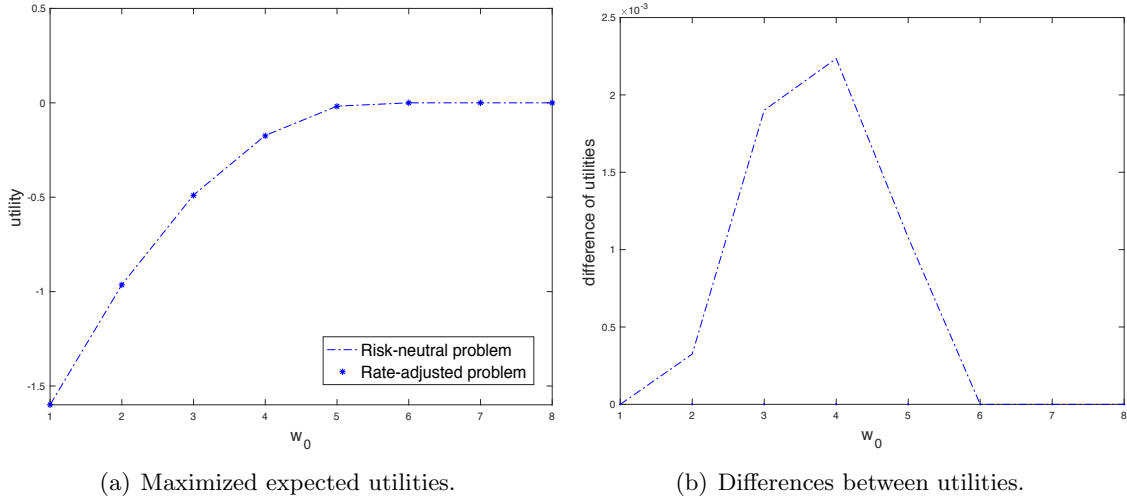 0.5
0
-0.5
-1
-1.5
utility
1 2 3 4 5 6 7 8
w_0
Risk-neutral problem
Rate-adjusted problem
(a) Maximized expected utilities.
×10^-3
2.5
2
1.5
1
0.5
0
difference of utilities
1 2 3 4 5 6 7 8
w_0
(b) Differences between utilities.